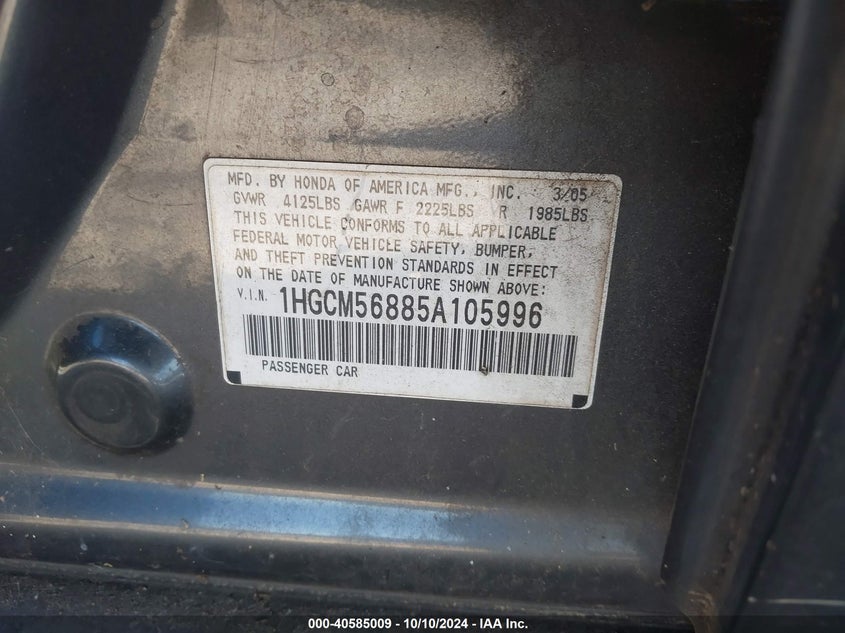 MFD. BY HONDA OF AMERICA MFG., INC. 3/05
GVWR 4125LBS GAWR F 2225LBS R 1985LBS
THIS VEHICLE CONFORMS TO ALL APPLICABLE
FEDERAL MOTOR VEHICLE SAFETY, BUMPER,
AND THEFT PREVENTION STANDARDS IN EFFECT
ON THE DATE OF MANUFACTURE SHOWN ABOVE:
V.I.N. 1HGCM56885A105996
PASSENGER CAR
000-40585009 - 10/10/2024 - IAA Inc.